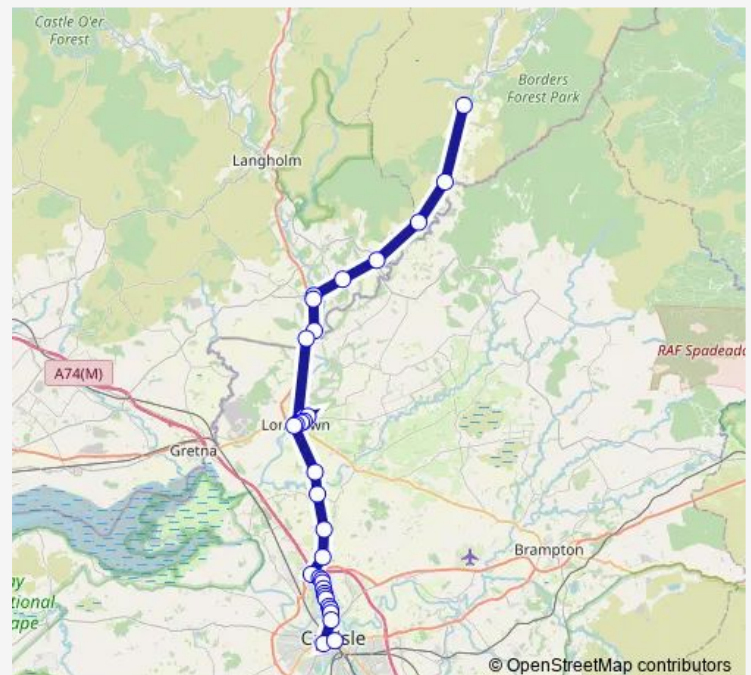 Castle O'er
Forest
Borders
Forest Park
Langholm
RAF Spadead
A74(M)
Gretna
Brampton
© OpenStreetMap contributors